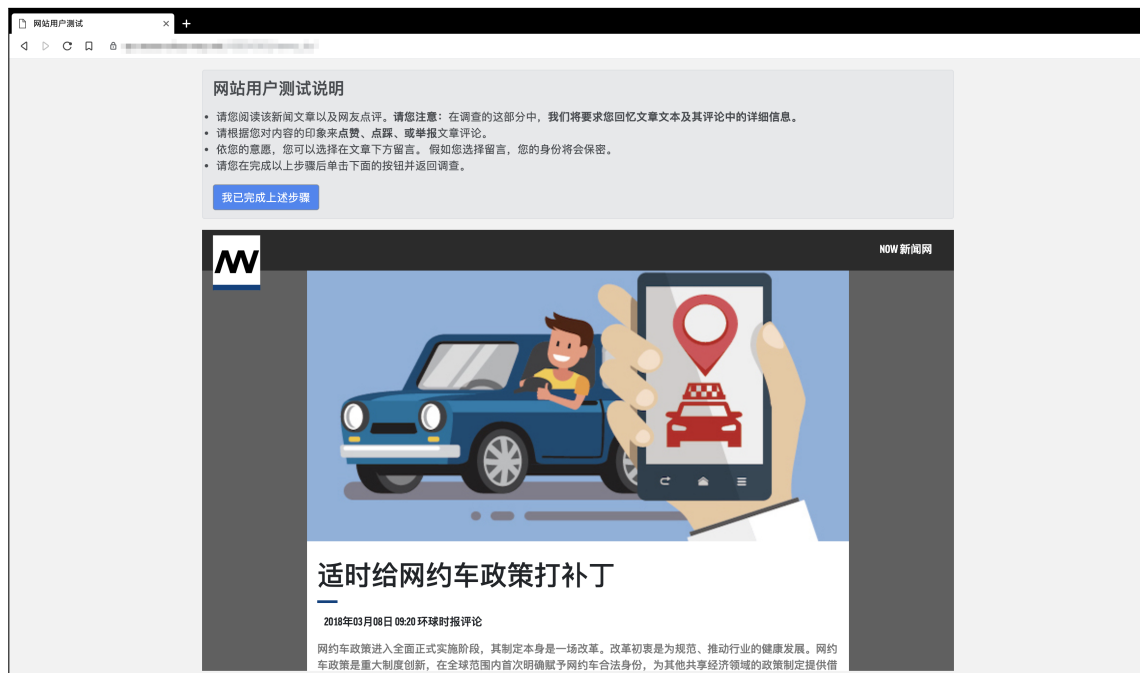 网站用户测试
网站用户测试说明
请您阅读该新闻文章以及网友点评。请您注意：在调查的这部分中，我们将要求您回忆文章文本及其评论中的详细信息。
请根据您对内容的印象来点赞、点踩、或举报文章评论。
依您的意愿，您可以选择在文章下方留言。 假如您选择留言，您的身份将会保密。
请您在完成以上步骤后单击下面的按钮并返回调查。
我已完成上述步骤
NOW 新闻网
适时给网约车政策打补丁
2018年03月08日 09:20 环球时报评论
网约车政策进入全面正式实施阶段，其制定本身是一场改革。改革初衷是为规范、推动行业的健康发展。网约
车政策是重大制度创新，在全球范围内首次明确赋予网约车合法身份，为其他共享经济领域的政策制定提供借